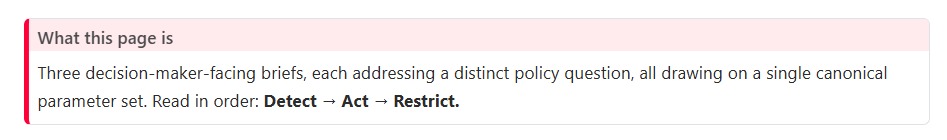 What this page is
Three decision-maker-facing briefs, each addressing a distinct policy question, all drawing on a single canonical
parameter set. Read in order: Detect → Act → Restrict.